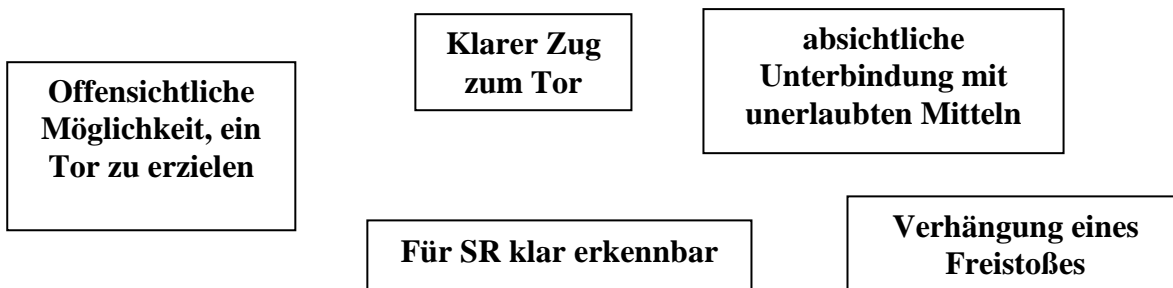 Offensichtliche
Möglichkeit, ein
Tor zu erzielen
Klarer Zug
zum Tor
absichtliche
Unterbindung mit
unerlaubten Mitteln
Für SR klar erkennbar
Verhängung eines
Freistoßes